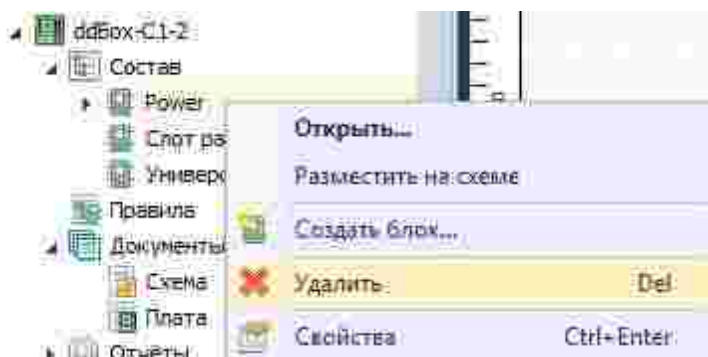 ddBox-C1-2
Состав
Power
Слот ра
Универс
Правила
Документы
Схема
Плата
Отчёты
Открыть...
Разместить на схеме
Создать блок...
Удалить Del
Свойства Ctrl+Enter